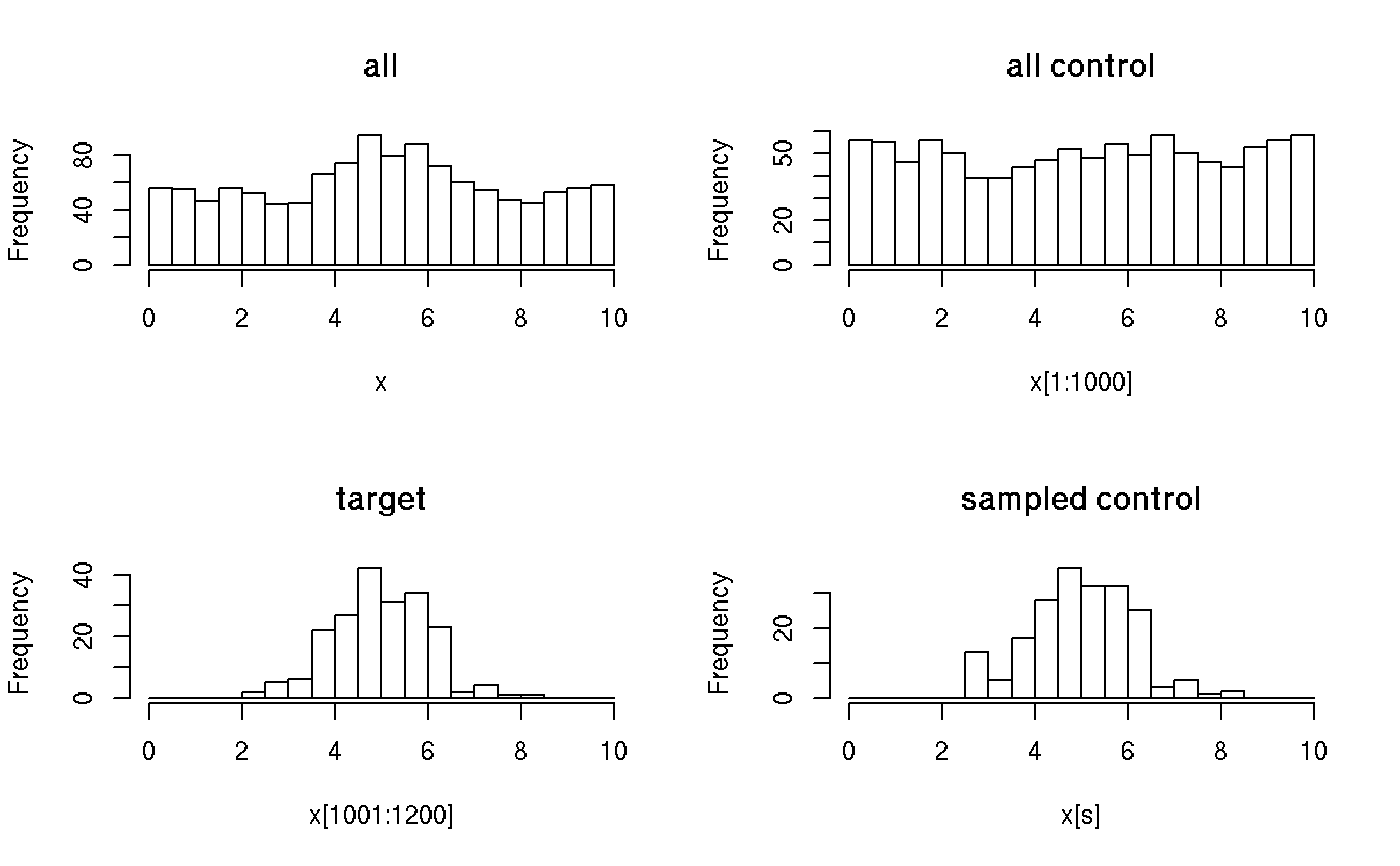 all
Frequency
0 40 80
0 2 4 6 8 10
x
all control
Frequency
0 20 50
0 2 4 6 8 10
x[1:1000]
target
Frequency
0 20 40
0 2 4 6 8 10
x[1001:1200]
sampled control
Frequency
0 20
0 2 4 6 8 10
x[s]